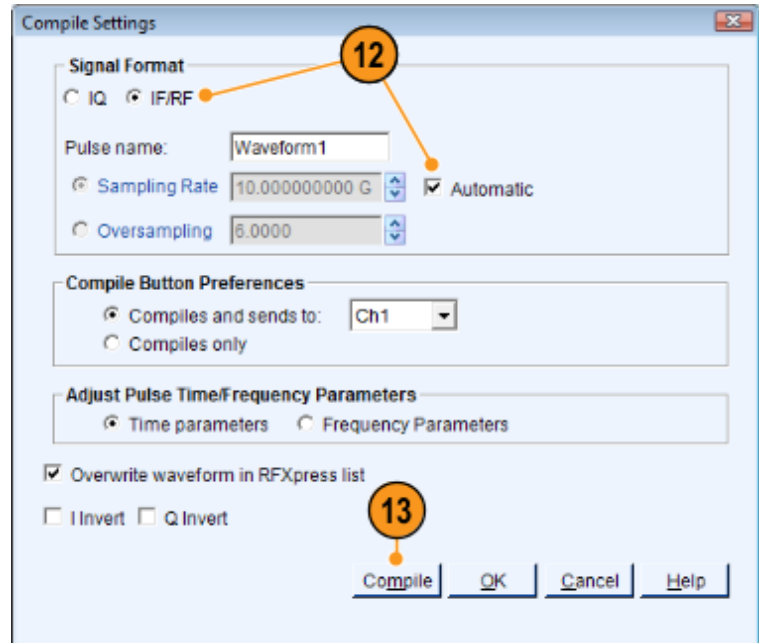 Compile Settings
12
Signal Format
IQ IF/RF
Pulse name: Waveform1
Sampling Rate 10.000000000 G Automatic
Oversampling 6.0000
Compile Button Preferences
Compiles and sends to: Ch1
Compiles only
Adjust Pulse Time/Frequency Parameters
Time parameters Frequency Parameters
Overwrite waveform in RFXpress list
I Invert Q Invert
13
Compile OK Cancel Help